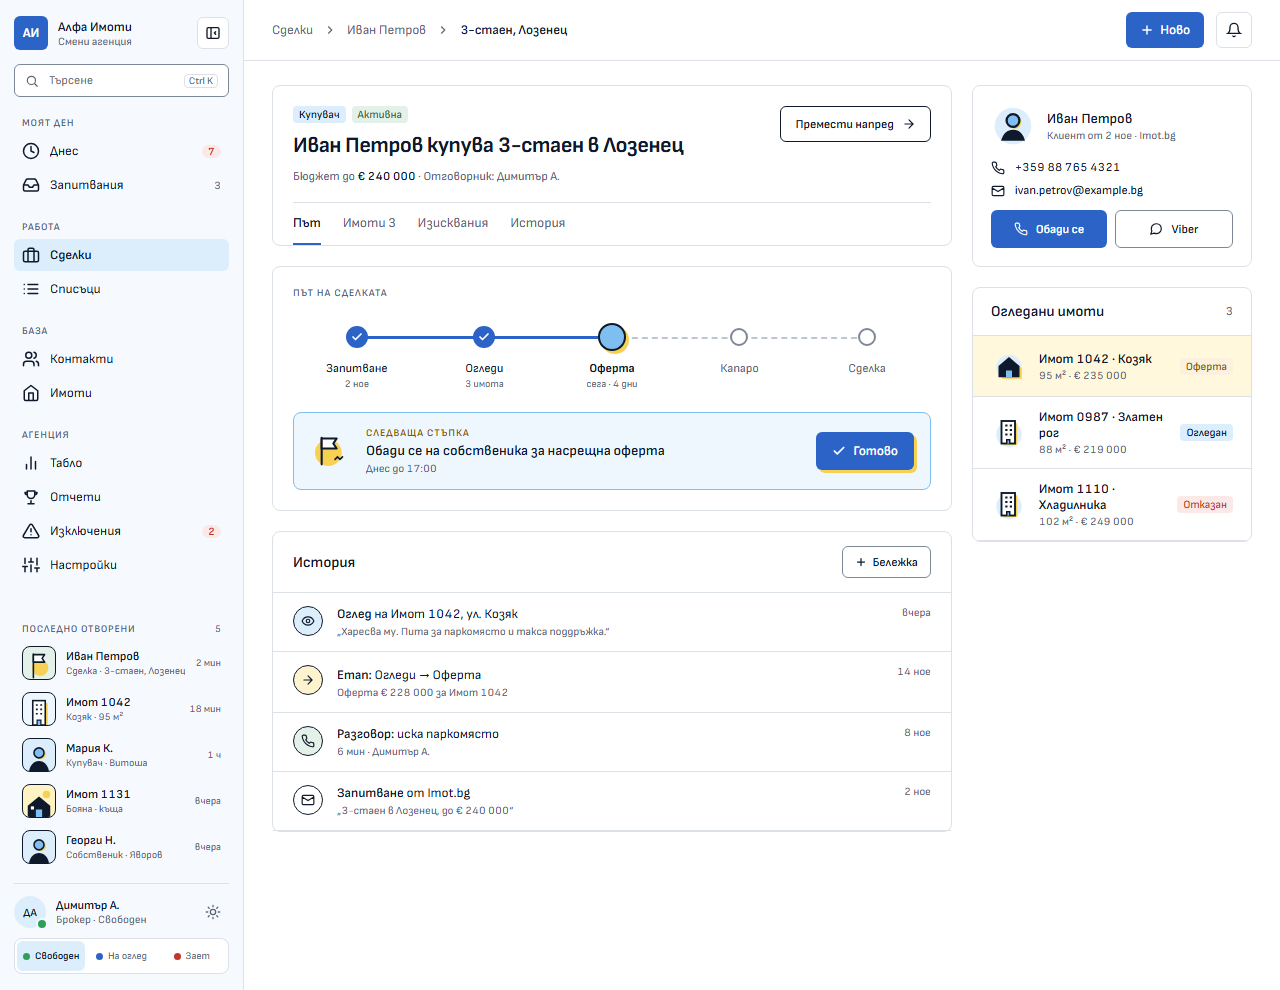 АИ
Алфа Имоти
Смени агенция
Търсене
Ctrl K
МОЯТ ДЕН
Днес
7
Запитвания
3
РАБОТА
Сделки
Списъци
БАЗА
Контакти
Имоти
АГЕНЦИЯ
Табло
Отчети
Изключения
2
Настройки
ПОСЛЕДНО ОТВОРЕНИ
5
Иван Петров
Сделка · 3-стаен, Лозенец
2 мин
Имот 1042
Козяк · 95 м²
18 мин
Мария К.
Купувач · Витоша
1 ч
Имот 1131
Бояна · къща
вчера
Георги Н.
Собственик · Яворов
вчера
ДА
Димитър А.
Брокер · Свободен
Свободен
На оглед
Зает
Сделки
Иван Петров
3-стаен, Лозенец
Ново
Купувач
Активна
Иван Петров купува 3-стаен в Лозенец
Бюджет до € 240 000 · Отговорник: Димитър А.
Премести напред
Път
Имоти 3
Изисквания
История
ПЪТ НА СДЕЛКАТА
Запитване
2 ное
Огледи
3 имота
Оферта
сега · 4 дни
Капаро
Сделка
СЛЕДВАЩА СТЪПКА
Обади се на собственика за насрещна оферта
Днес до 17:00
Готово
История
Бележка
Оглед на Имот 1042, ул. Козяк
„Харесва му. Пита за паркомясто и такса поддръжка.“
вчера
Етап: Огледи → Оферта
Оферта € 228 000 за Имот 1042
14 ное
Разговор: иска паркомясто
6 мин · Димитър А.
8 ное
Запитване от Imot.bg
„3-стаен в Лозенец, до € 240 000“
2 ное
Иван Петров
Клиент от 2 ное · Imot.bg
+359 88 765 4321
ivan.petrov@example.bg
Обади се
Viber
Огледани имоти
3
Имот 1042 · Козяк
95 м² · € 235 000
Оферта
Имот 0987 · Златен
рог
88 м² · € 219 000
Огледан
Имот 1110 ·
Хладилника
102 м² · € 249 000
Отказан